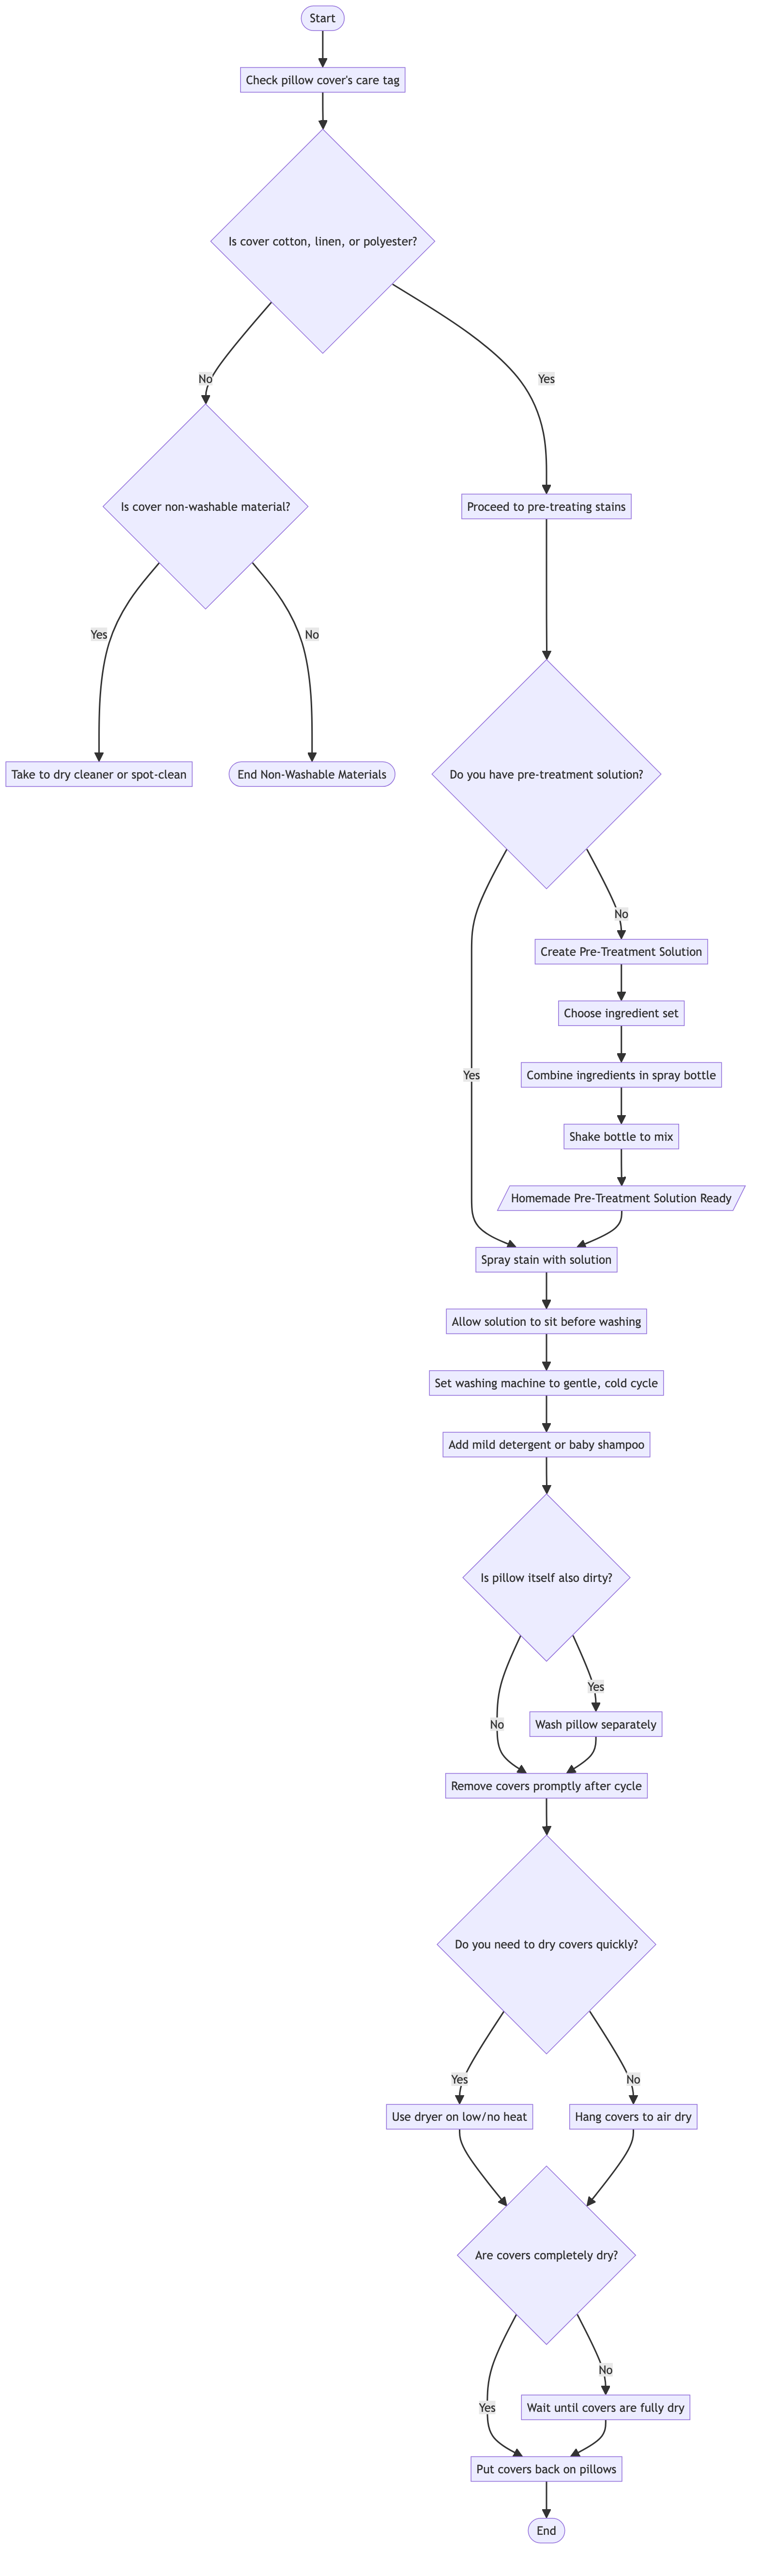 Start
Check pillow cover's care tag
Is cover cotton, linen, or polyester?
No
Yes
Is cover non-washable material?
Proceed to pre-treating stains
Yes
No
Take to dry cleaner or spot-clean
End Non-Washable Materials
Do you have pre-treatment solution?
No
Create Pre-Treatment Solution
Choose ingredient set
Yes
Combine ingredients in spray bottle
Shake bottle to mix
Homemade Pre-Treatment Solution Ready
Spray stain with solution
Allow solution to sit before washing
Set washing machine to gentle, cold cycle
Add mild detergent or baby shampoo
Is pillow itself also dirty?
Yes
No
Wash pillow separately
Remove covers promptly after cycle
Do you need to dry covers quickly?
Yes
No
Use dryer on low/no heat
Hang covers to air dry
Are covers completely dry?
No
Yes
Wait until covers are fully dry
Put covers back on pillows
End